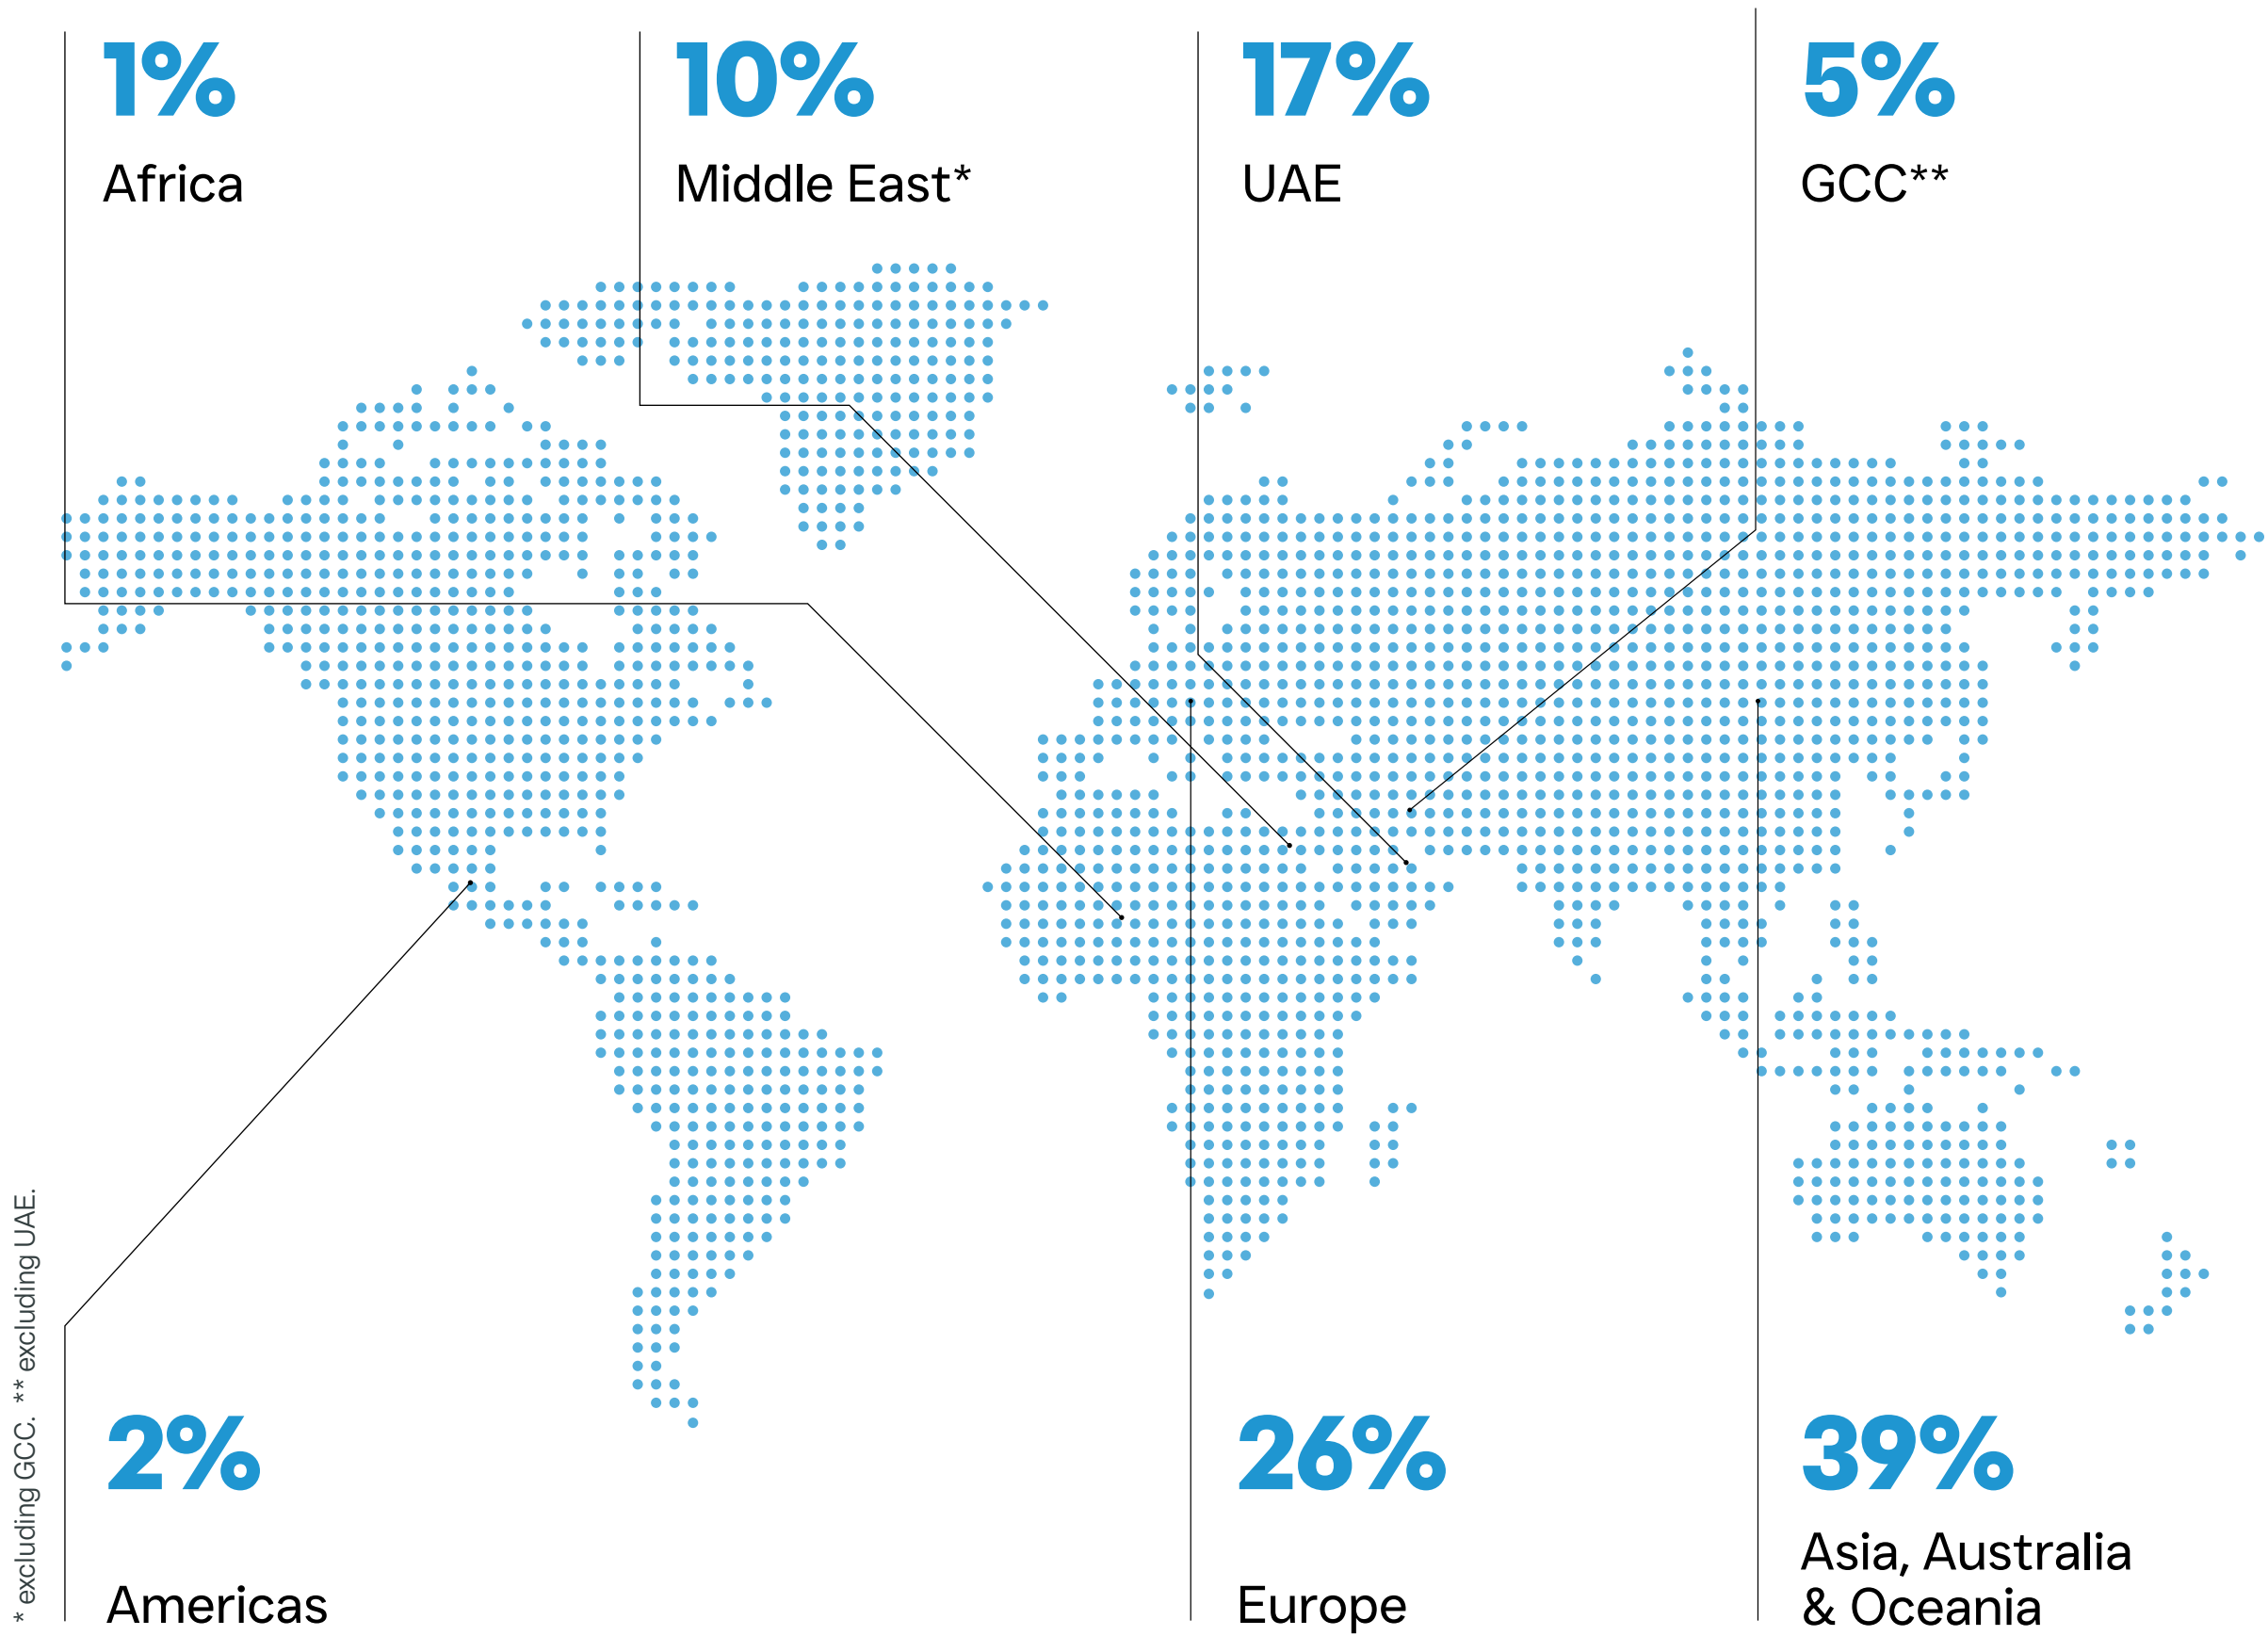 1%
Africa
10%
Middle East*
17%
UAE
5%
GCC**
2%
Americas
26%
Europe
39%
Asia, Australia
& Oceania
* excluding GCC. ** excluding UAE.